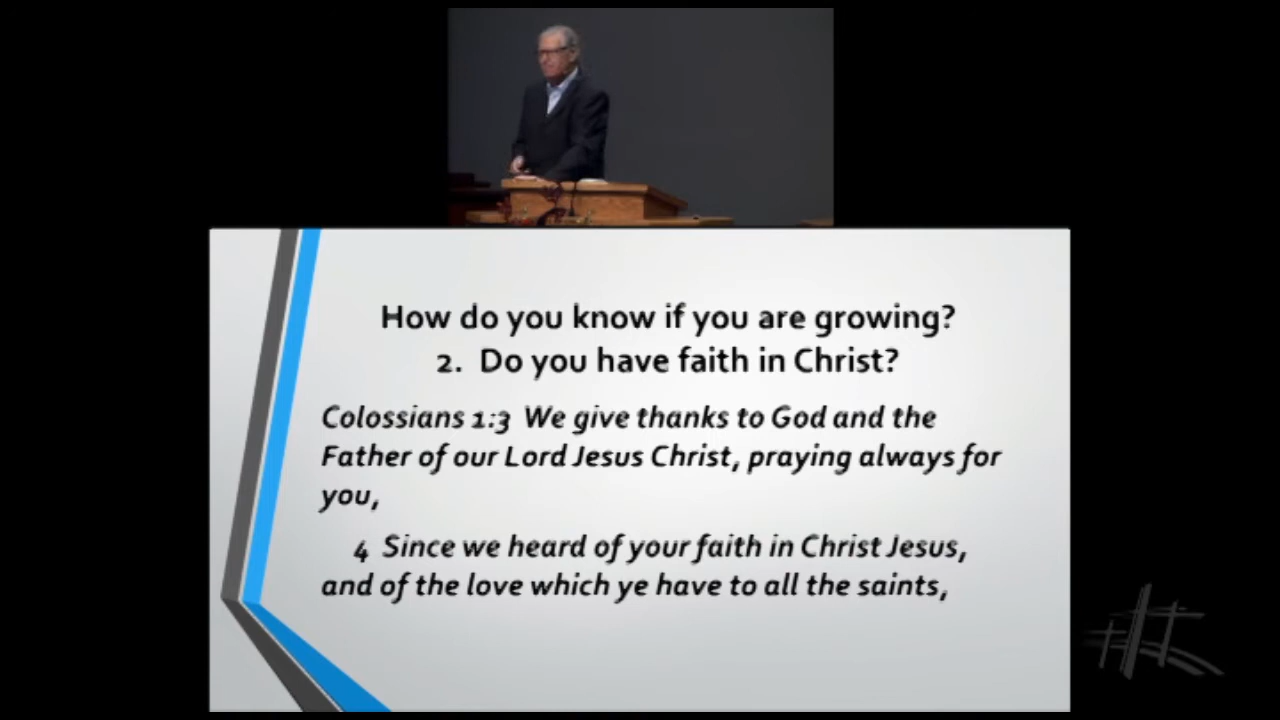 How do you know if you are growing?
2. Do you have faith in Christ?
Colossians 1:3 We give thanks to God and the
Father of our Lord Jesus Christ, praying always for
you,
4 Since we heard of your faith in Christ Jesus,
and of the love which ye have to all the saints,